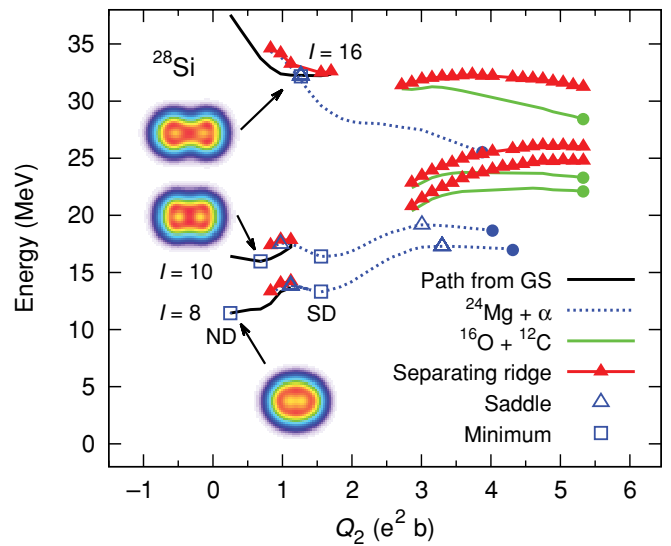 35
30
25
20
15
10
5
0
Energy (MeV)
²⁸Si
I = 16
I = 10
I = 8
ND
SD
Path from GS
²⁴Mg + α
¹⁶O + ¹²C
Separating ridge
Saddle
Minimum
−1 0 1 2 3 4 5 6
Q₂ (e² b)